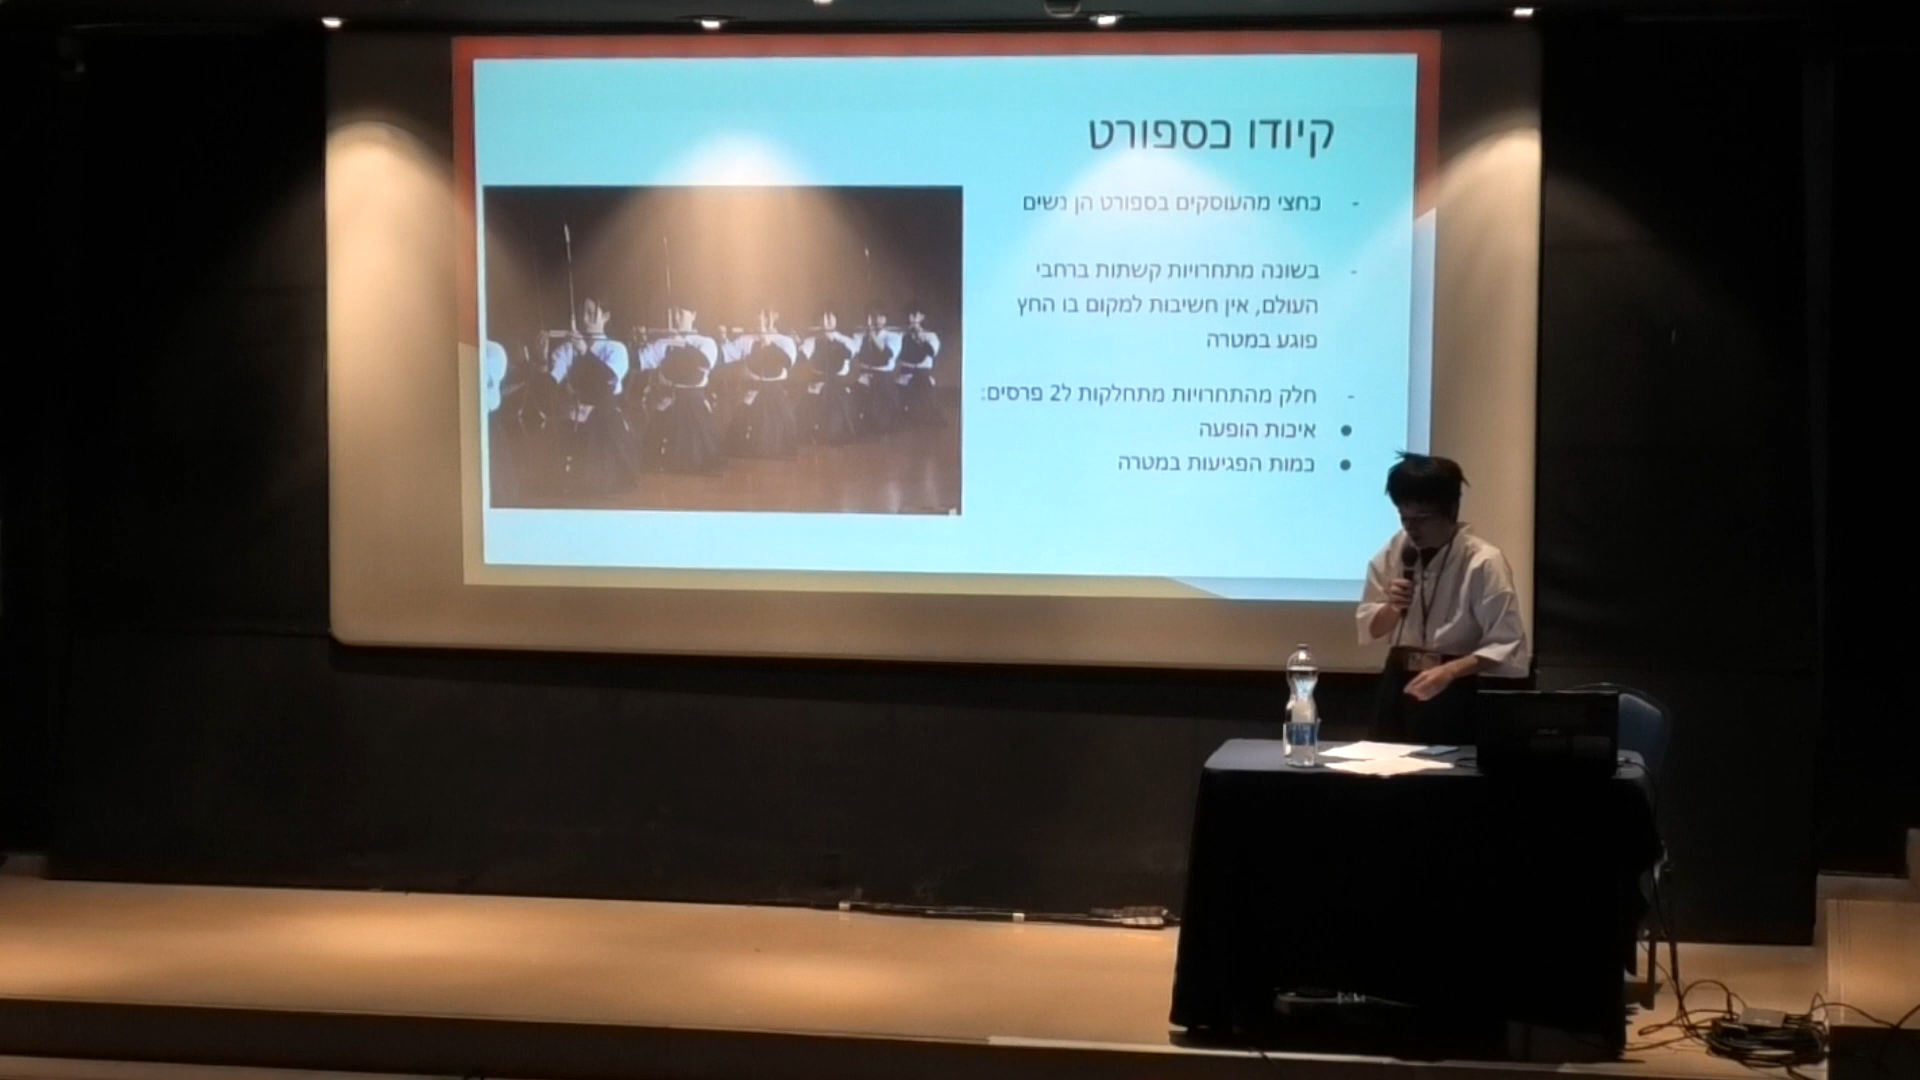 קיודו כספורט
- כחצי מהעוסקים בספורט הן נשים
- בשונה מתחרויות קשתות ברחבי
העולם, אין חשיבות למקום בו החץ
פוגע במטרה
- חלק מהתחרויות מתחלקות ל2 פרסים:
● איכות הופעה
● כמות הפגיעות במטרה